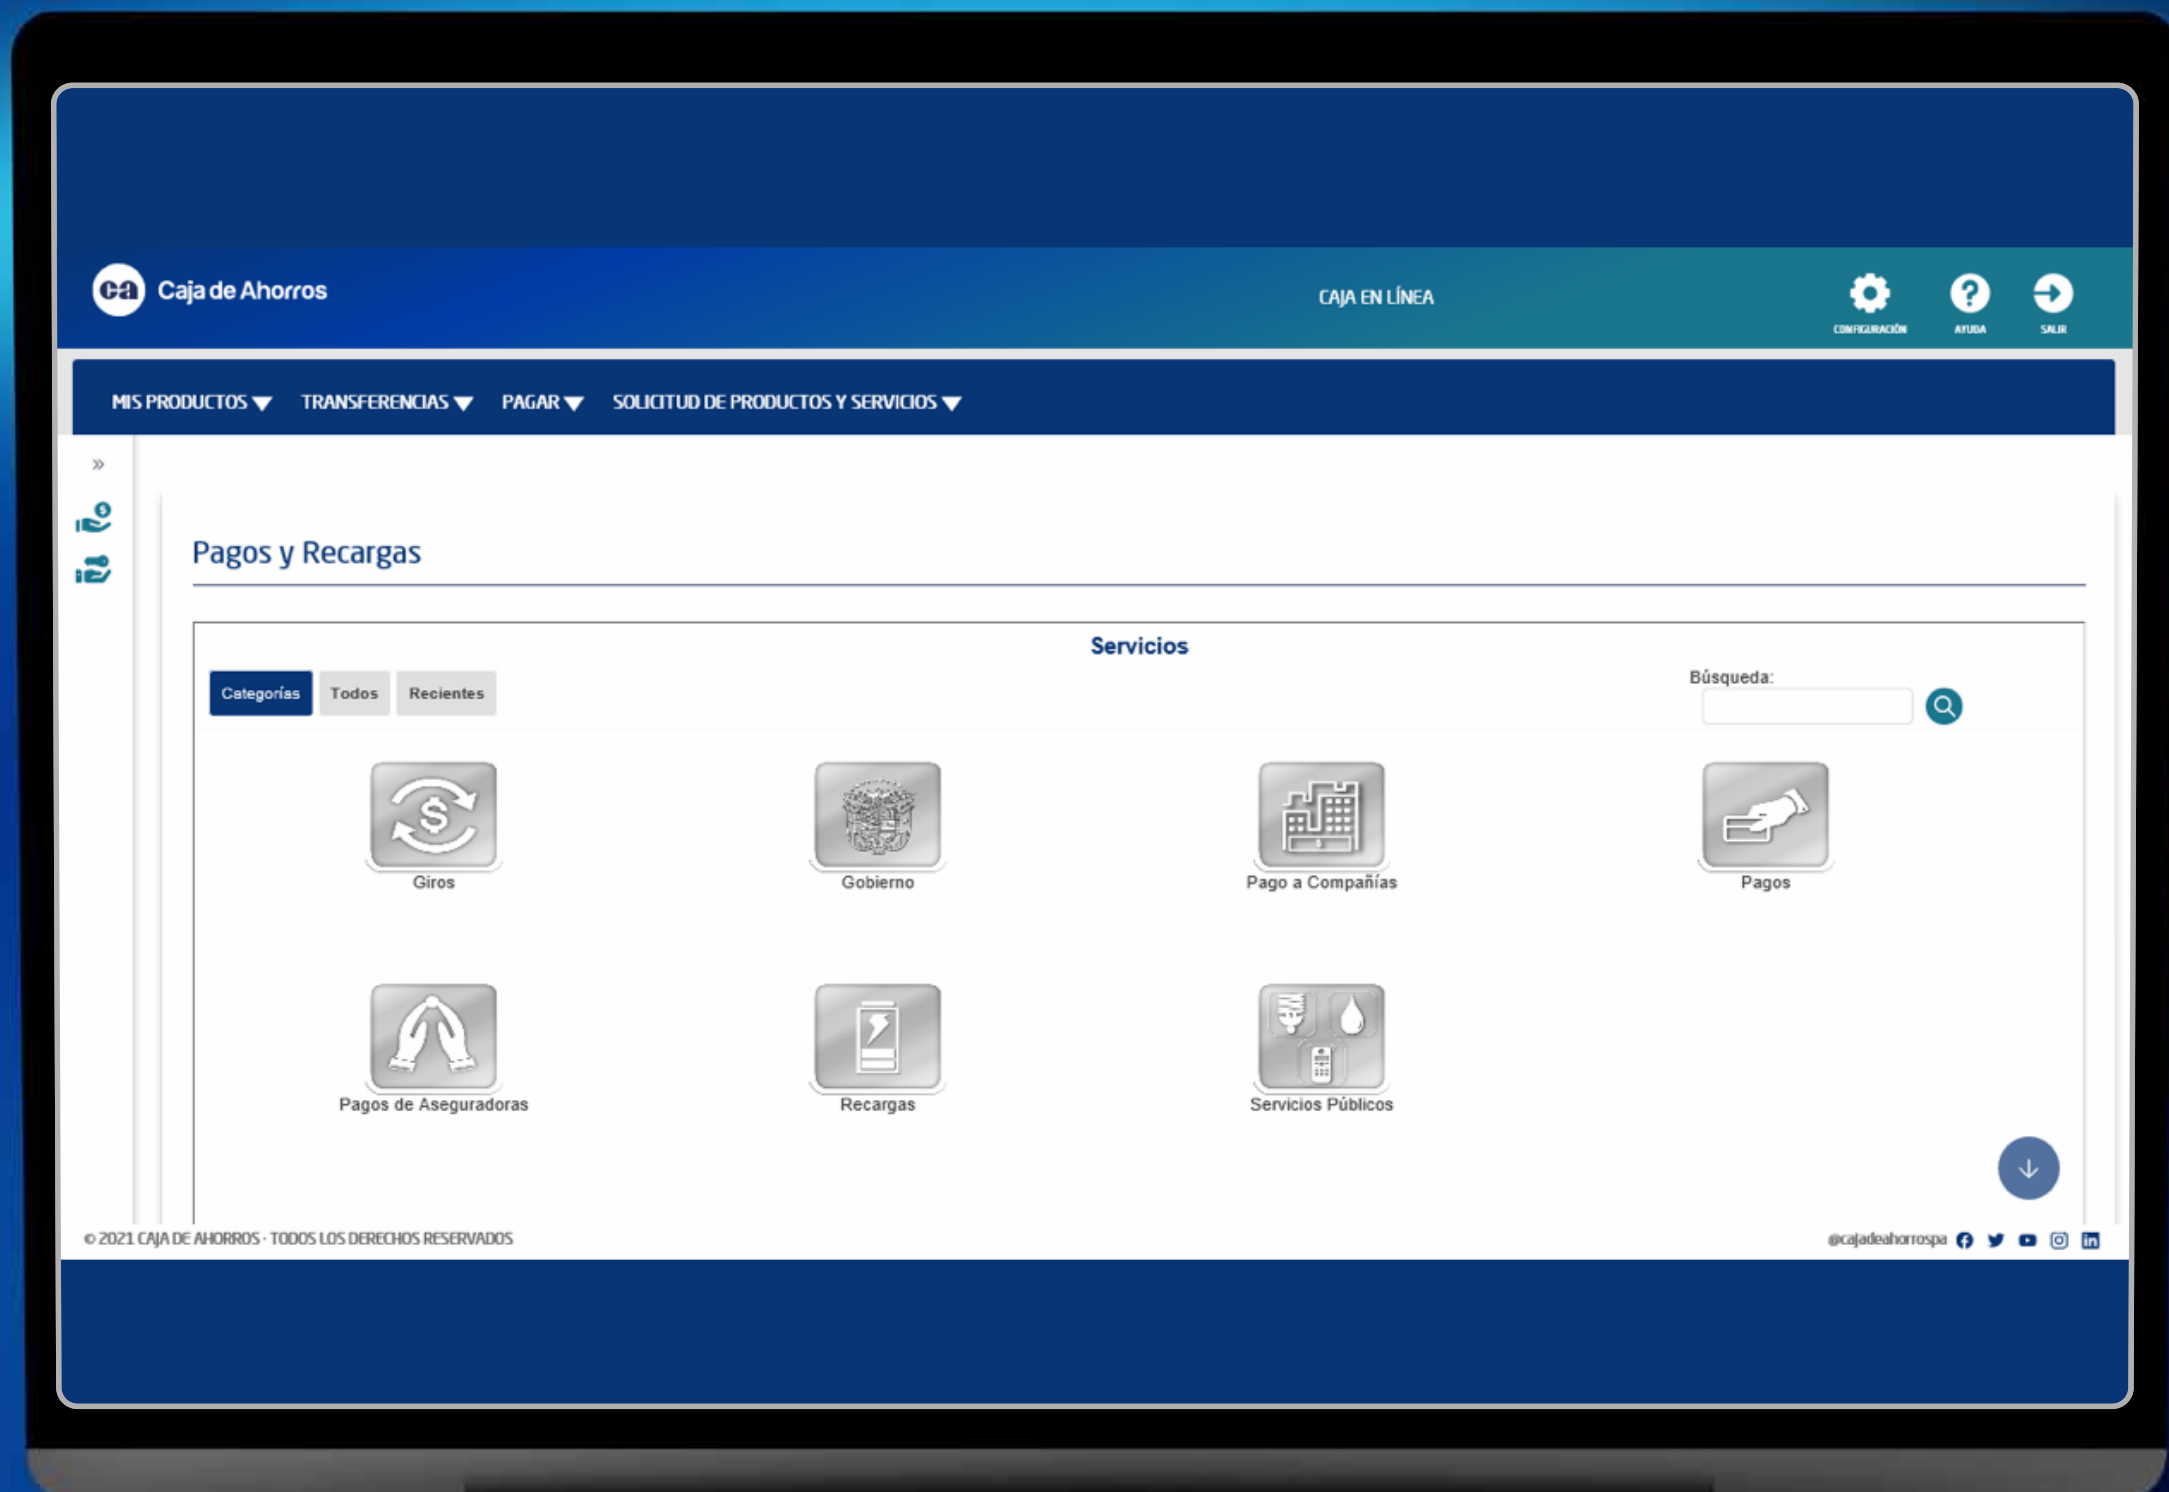 ca Caja de Ahorros
CAJA EN LÍNEA
CONFIGURACIÓN
AYUDA
SALIR
MIS PRODUCTOS
TRANSFERENCIAS
PAGAR
SOLICITUD DE PRODUCTOS Y SERVICIOS
Pagos y Recargas
Servicios
Categorías
Todos
Recientes
Búsqueda:
Giros
Gobierno
Pago a Compañías
Pagos
Pagos de Aseguradoras
Recargas
Servicios Públicos
© 2021 CAJA DE AHORROS · TODOS LOS DERECHOS RESERVADOS
@cajadeahorrospa